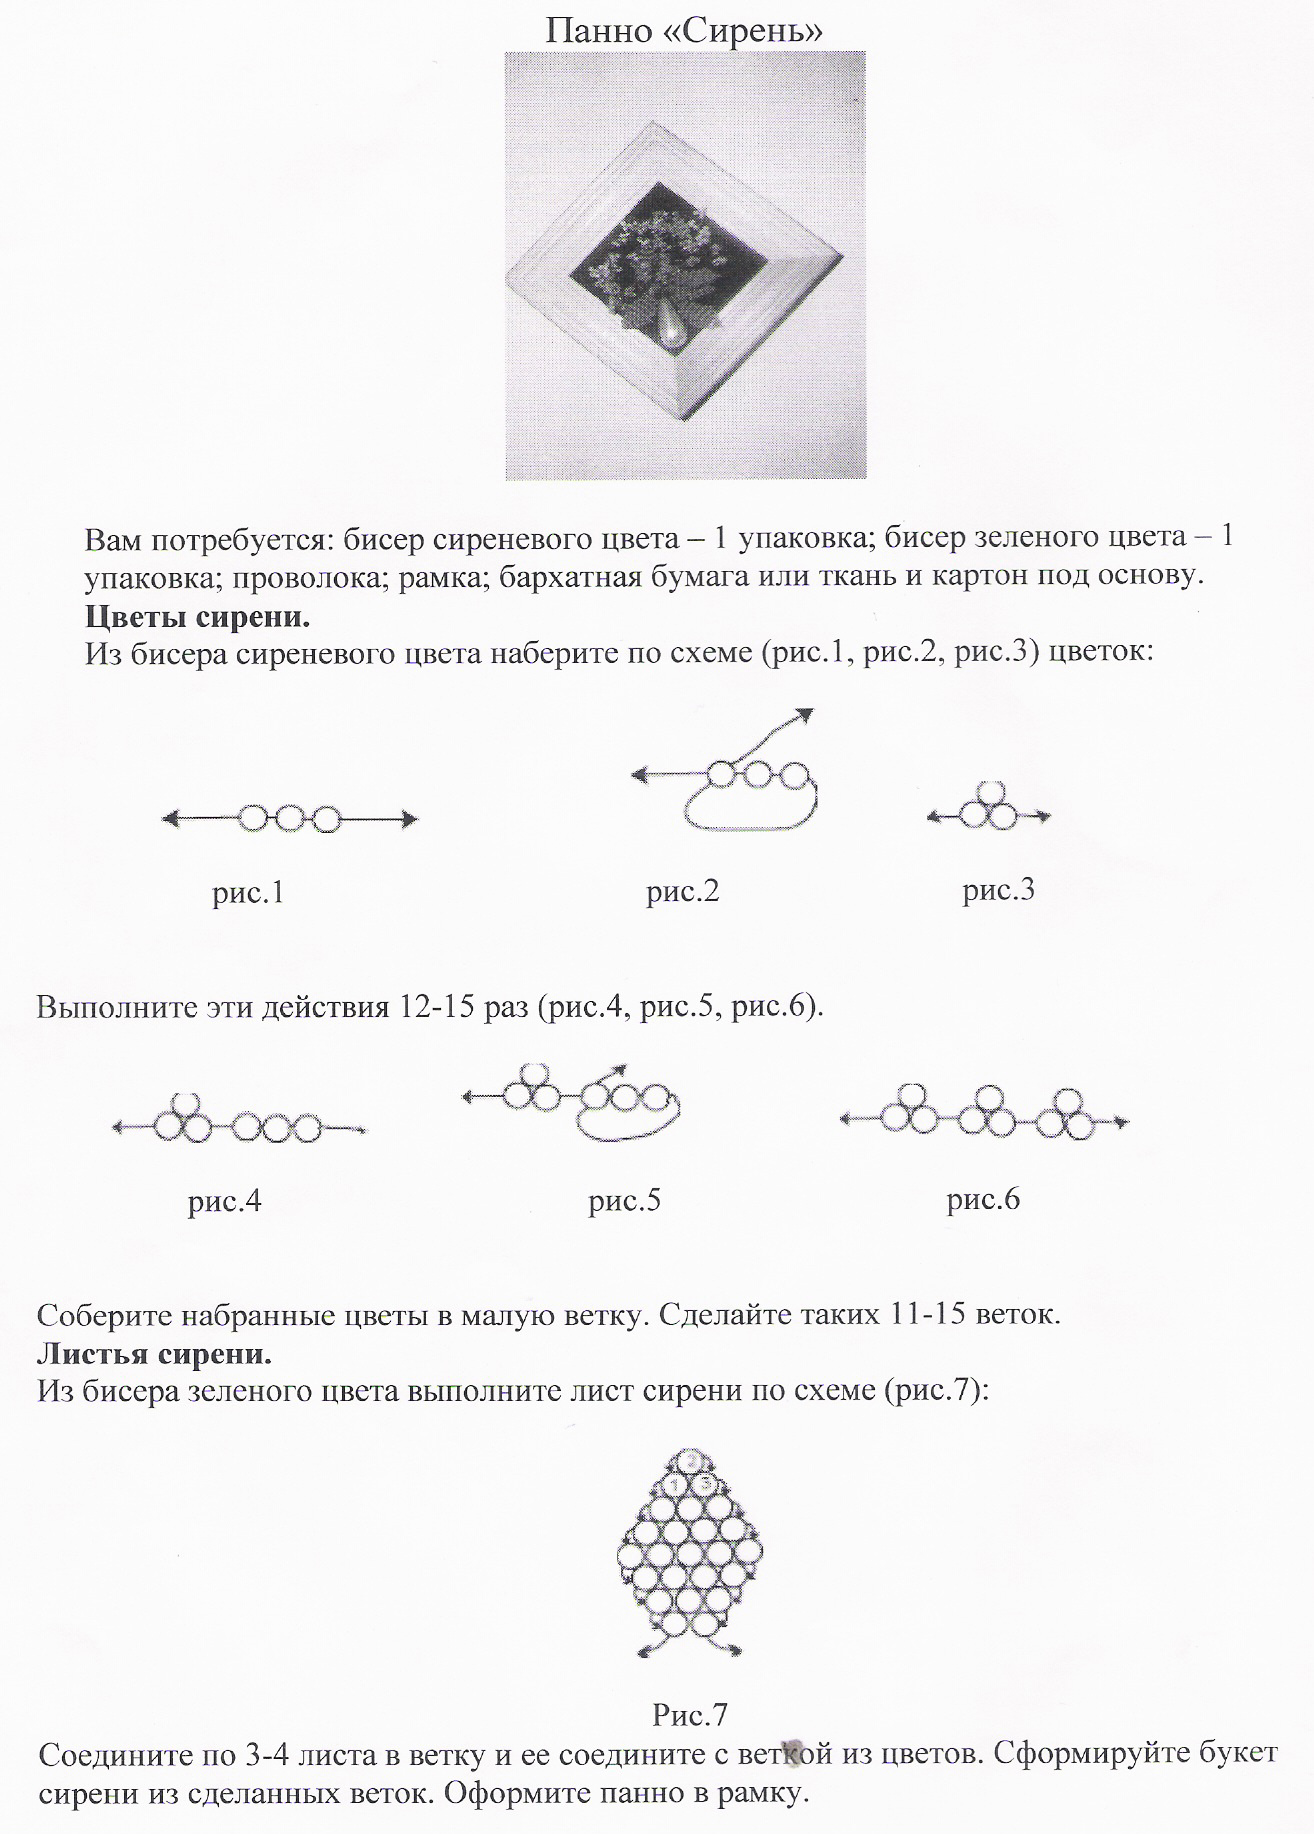 Панно «Сирень»
Вам потребуется: бисер сиреневого цвета – 1 упаковка; бисер зеленого цвета – 1
упаковка; проволока; рамка; бархатная бумага или ткань и картон под основу.
Цветы сирени.
Из бисера сиреневого цвета наберите по схеме (рис.1, рис.2, рис.3) цветок:
рис.1 рис.2 рис.3
Выполните эти действия 12-15 раз (рис.4, рис.5, рис.6).
рис.4 рис.5 рис.6
Соберите набранные цветы в малую ветку. Сделайте таких 11-15 веток.
Листья сирени.
Из бисера зеленого цвета выполните лист сирени по схеме (рис.7):
2
1 3
Рис.7
Соедините по 3-4 листа в ветку и ее соедините с веткой из цветов. Сформируйте букет
сирени из сделанных веток. Оформите панно в рамку.